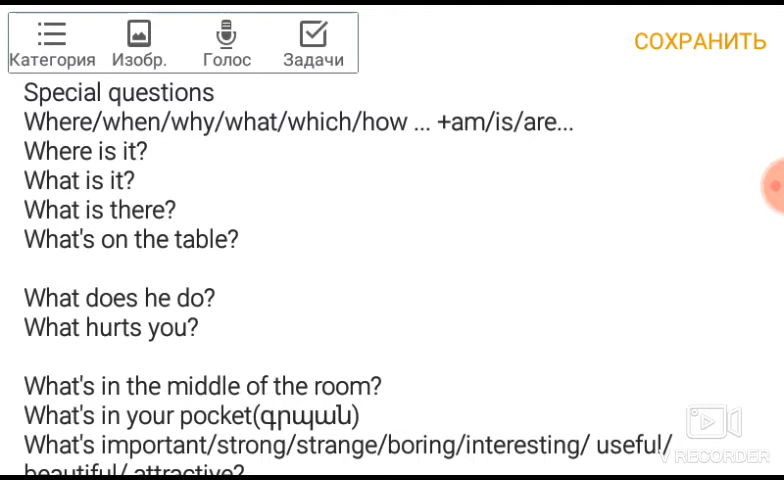 Категория Изобр. Голос Задачи
СОХРАНИТЬ
Special questions
Where/when/why/what/which/how ... +am/is/are...
Where is it?
What is it?
What is there?
What's on the table?
What does he do?
What hurts you?
What's in the middle of the room?
What's in your pocket(գրպան)
What's important/strong/strange/boring/interesting/ useful/
beautiful/ attractive?
V RECORDER